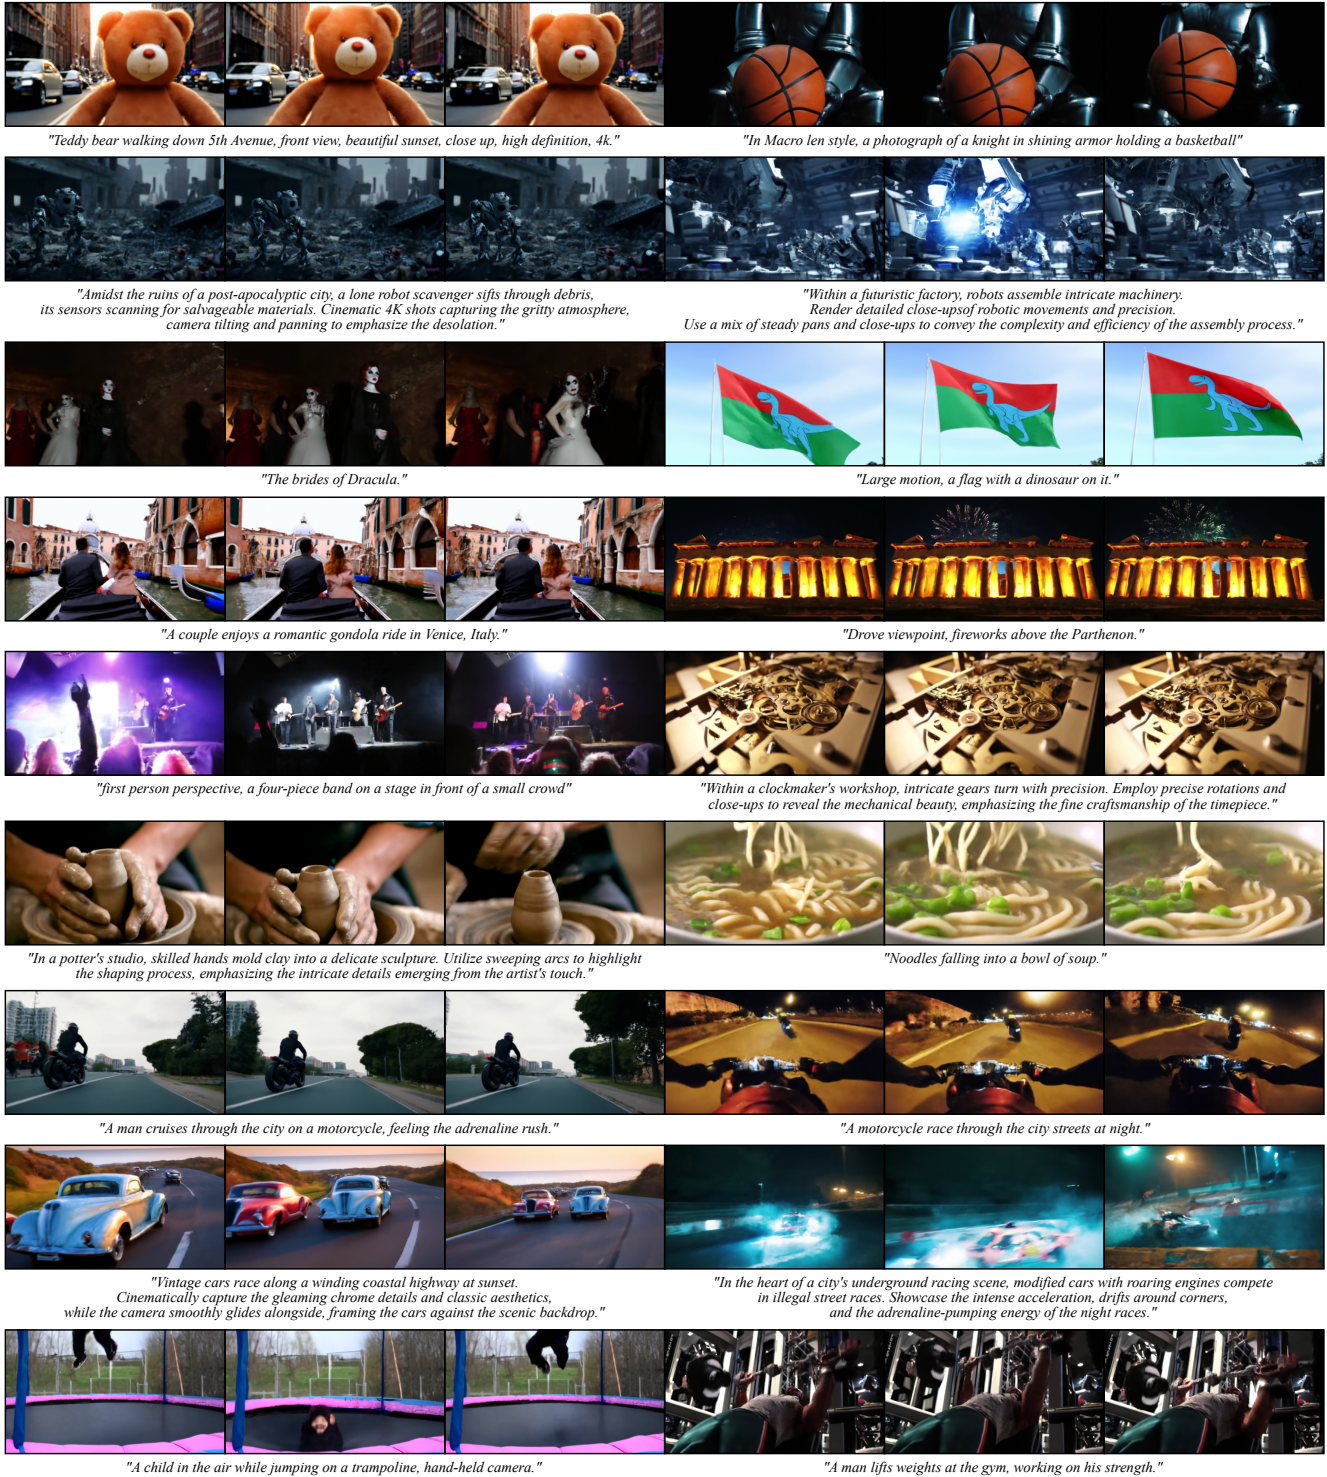 "Teddy bear walking down 5th Avenue, front view, beautiful sunset, close up, high definition, 4k."
"In Macro len style, a photograph of a knight in shining armor holding a basketball"
"Amidst the ruins of a post-apocalyptic city, a lone robot scavenger sifts through debris,
its sensors scanning for salvageable materials. Cinematic 4K shots capturing the gritty atmosphere,
camera tilting and panning to emphasize the desolation."
"Within a futuristic factory, robots assemble intricate machinery.
Render detailed close-upsof robotic movements and precision.
Use a mix of steady pans and close-ups to convey the complexity and efficiency of the assembly process."
"The brides of Dracula."
"Large motion, a flag with a dinosaur on it."
"A couple enjoys a romantic gondola ride in Venice, Italy."
"Drove viewpoint, fireworks above the Parthenon."
"first person perspective, a four-piece band on a stage in front of a small crowd"
"Within a clockmaker's workshop, intricate gears turn with precision. Employ precise rotations and
close-ups to reveal the mechanical beauty, emphasizing the fine craftsmanship of the timepiece."
"In a potter's studio, skilled hands mold clay into a delicate sculpture. Utilize sweeping arcs to highlight
the shaping process, emphasizing the intricate details emerging from the artist's touch."
"Noodles falling into a bowl of soup."
"A man cruises through the city on a motorcycle, feeling the adrenaline rush."
"A motorcycle race through the city streets at night."
"Vintage cars race along a winding coastal highway at sunset.
Cinematically capture the gleaming chrome details and classic aesthetics,
while the camera smoothly glides alongside, framing the cars against the scenic backdrop."
"In the heart of a city's underground racing scene, modified cars with roaring engines compete
in illegal street races. Showcase the intense acceleration, drifts around corners,
and the adrenaline-pumping energy of the night races."
"A child in the air while jumping on a trampoline, hand-held camera."
"A man lifts weights at the gym, working on his strength."